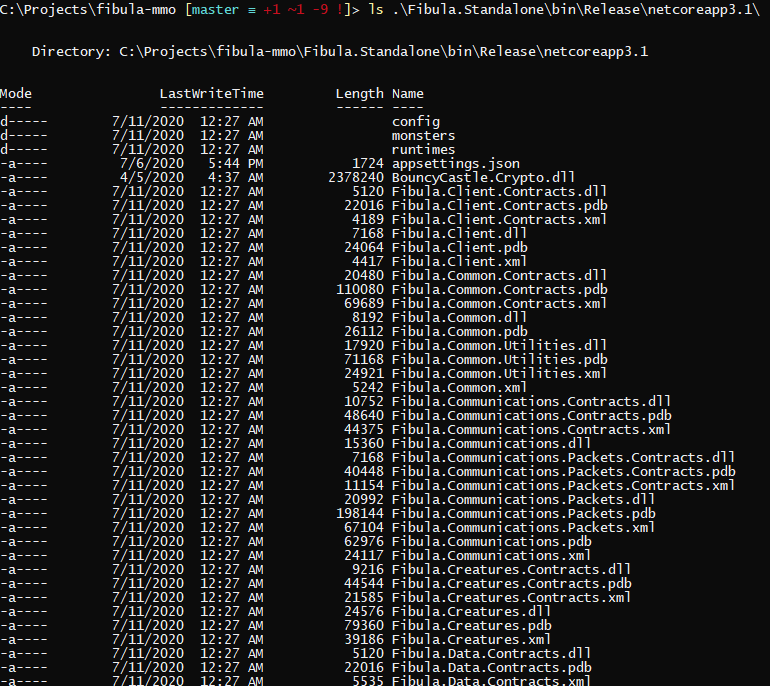 C:\Projects\fibula-mmo [master ≡ +1 ~1 -9 !]> ls .\Fibula.Standalone\bin\Release\netcoreapp3.1\
Directory: C:\Projects\fibula-mmo\Fibula.Standalone\bin\Release\netcoreapp3.1
Mode LastWriteTime Length Name
---- ------------- ------ ----
d----- 7/11/2020 12:27 AM config
d----- 7/11/2020 12:27 AM monsters
d----- 7/11/2020 12:27 AM runtimes
-a---- 7/6/2020 5:44 PM 1724 appsettings.json
-a---- 4/5/2020 4:37 AM 2378240 BouncyCastle.Crypto.dll
-a---- 7/11/2020 12:27 AM 5120 Fibula.Client.Contracts.dll
-a---- 7/11/2020 12:27 AM 22016 Fibula.Client.Contracts.pdb
-a---- 7/11/2020 12:27 AM 4189 Fibula.Client.Contracts.xml
-a---- 7/11/2020 12:27 AM 7168 Fibula.Client.dll
-a---- 7/11/2020 12:27 AM 24064 Fibula.Client.pdb
-a---- 7/11/2020 12:27 AM 4417 Fibula.Client.xml
-a---- 7/11/2020 12:27 AM 20480 Fibula.Common.Contracts.dll
-a---- 7/11/2020 12:27 AM 110080 Fibula.Common.Contracts.pdb
-a---- 7/11/2020 12:27 AM 69689 Fibula.Common.Contracts.xml
-a---- 7/11/2020 12:27 AM 8192 Fibula.Common.dll
-a---- 7/11/2020 12:27 AM 26112 Fibula.Common.pdb
-a---- 7/11/2020 12:27 AM 17920 Fibula.Common.Utilities.dll
-a---- 7/11/2020 12:27 AM 71168 Fibula.Common.Utilities.pdb
-a---- 7/11/2020 12:27 AM 24921 Fibula.Common.Utilities.xml
-a---- 7/11/2020 12:27 AM 5242 Fibula.Common.xml
-a---- 7/11/2020 12:27 AM 10752 Fibula.Communications.Contracts.dll
-a---- 7/11/2020 12:27 AM 48640 Fibula.Communications.Contracts.pdb
-a---- 7/11/2020 12:27 AM 44375 Fibula.Communications.Contracts.xml
-a---- 7/11/2020 12:27 AM 15360 Fibula.Communications.dll
-a---- 7/11/2020 12:27 AM 7168 Fibula.Communications.Packets.Contracts.dll
-a---- 7/11/2020 12:27 AM 40448 Fibula.Communications.Packets.Contracts.pdb
-a---- 7/11/2020 12:27 AM 11154 Fibula.Communications.Packets.Contracts.xml
-a---- 7/11/2020 12:27 AM 20992 Fibula.Communications.Packets.dll
-a---- 7/11/2020 12:27 AM 198144 Fibula.Communications.Packets.pdb
-a---- 7/11/2020 12:27 AM 67104 Fibula.Communications.Packets.xml
-a---- 7/11/2020 12:27 AM 62976 Fibula.Communications.pdb
-a---- 7/11/2020 12:27 AM 24117 Fibula.Communications.xml
-a---- 7/11/2020 12:27 AM 9216 Fibula.Creatures.Contracts.dll
-a---- 7/11/2020 12:27 AM 44544 Fibula.Creatures.Contracts.pdb
-a---- 7/11/2020 12:27 AM 21585 Fibula.Creatures.Contracts.xml
-a---- 7/11/2020 12:27 AM 24576 Fibula.Creatures.dll
-a---- 7/11/2020 12:27 AM 79360 Fibula.Creatures.pdb
-a---- 7/11/2020 12:27 AM 39186 Fibula.Creatures.xml
-a---- 7/11/2020 12:27 AM 5120 Fibula.Data.Contracts.dll
-a---- 7/11/2020 12:27 AM 22016 Fibula.Data.Contracts.pdb
-a---- 7/11/2020 12:27 AM 5535 Fibula.Data.Contracts.xml